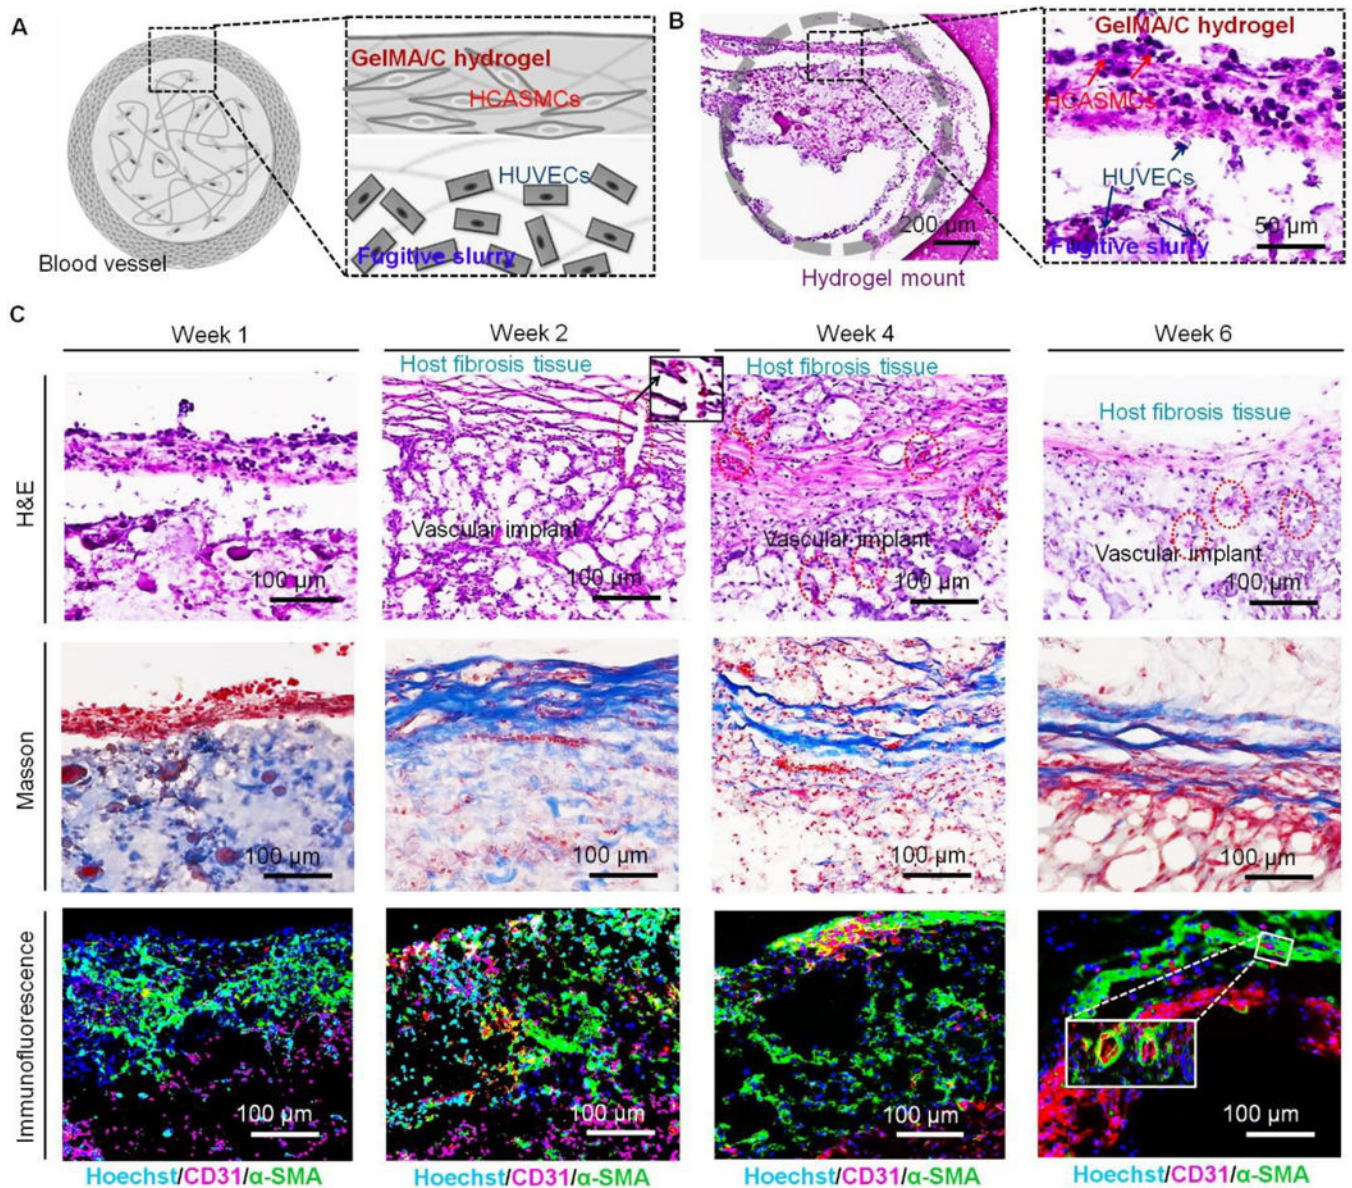 A
GelMA/C hydrogel
HCASMCs
HUVECs
Fugitive slurry
Blood vessel
B
200 µm
Hydrogel mount
GelMA/C hydrogel
HCASMCs
HUVECs
Fugitive slurry
50 µm
C
Week 1
Week 2
Week 4
Week 6
H&E
100 µm
Host fibrosis tissue
Vascular implant
100 µm
Host fibrosis tissue
Vascular implant
100 µm
Host fibrosis tissue
Vascular implant
100 µm
Masson
100 µm
100 µm
100 µm
100 µm
Immunofluorescence
100 µm
100 µm
100 µm
100 µm
Hoechst/CD31/α-SMA
Hoechst/CD31/α-SMA
Hoechst/CD31/α-SMA
Hoechst/CD31/α-SMA